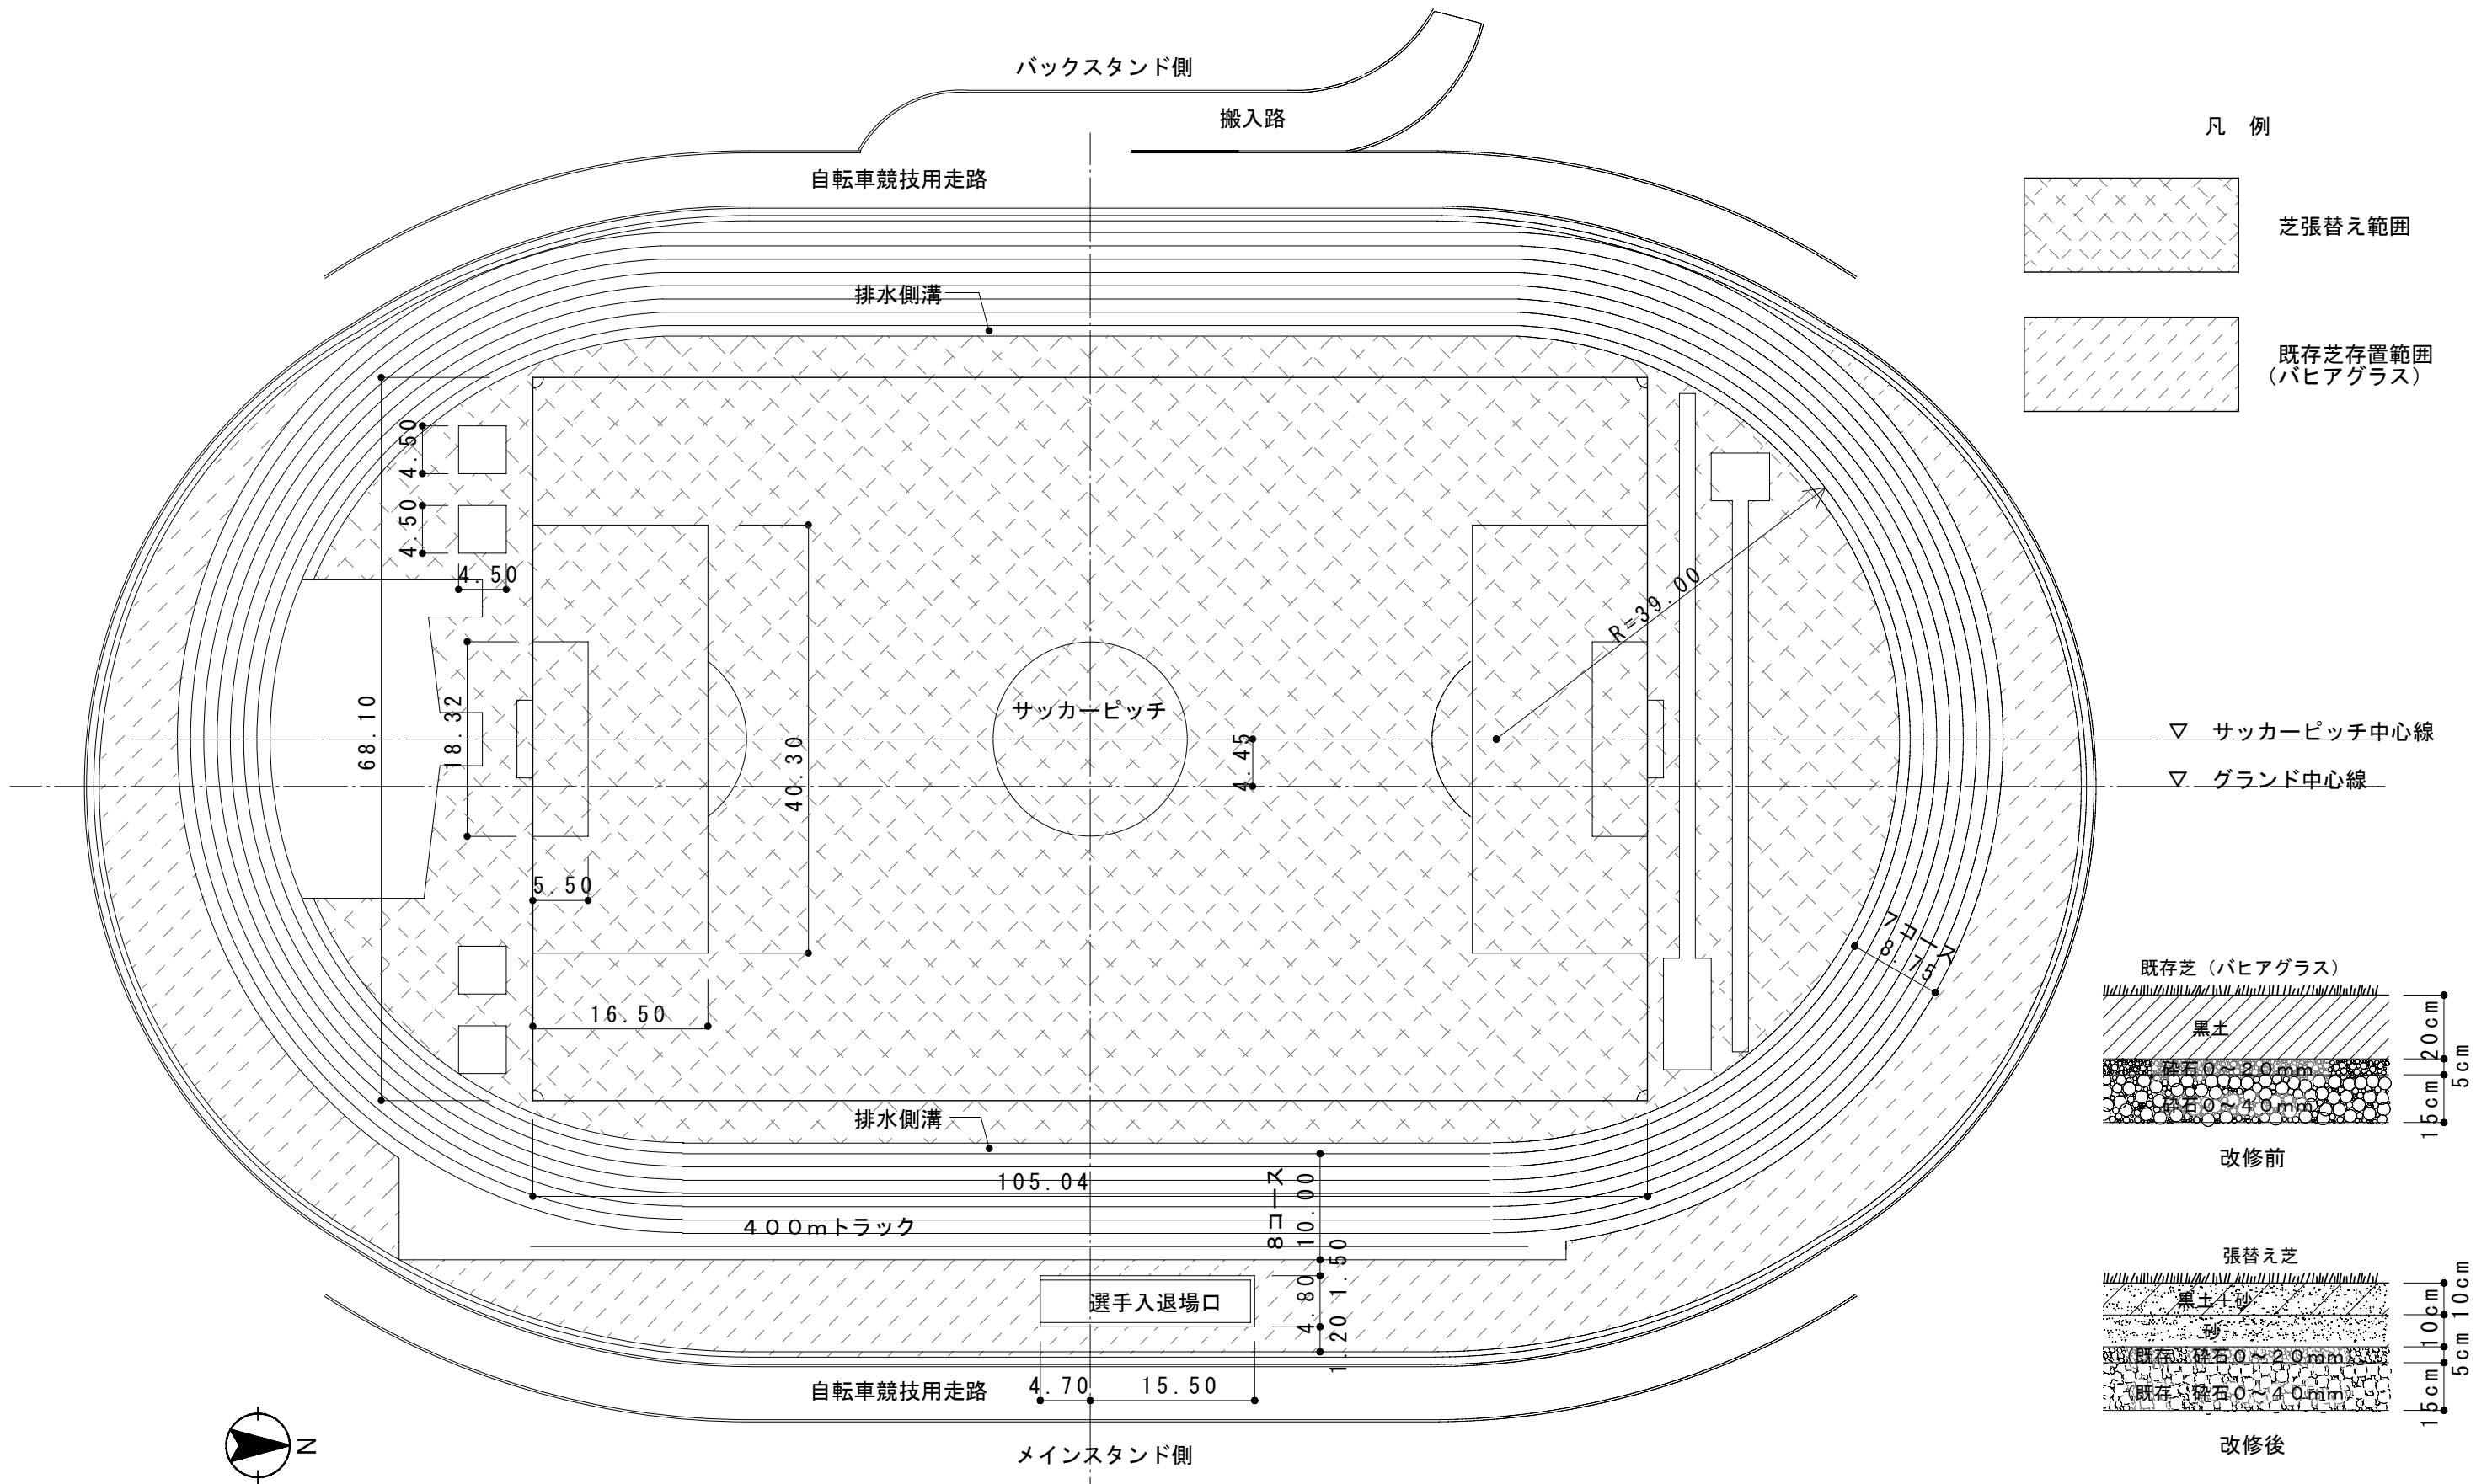 バックスタンド側
搬入路
自転車競技用走路
排水側溝
凡　例
芝張替え範囲
既存芝存置範囲
（バヒアグラス）
4.50
4.50
4.50
68.10
18.32
40.30
5.50
16.50
サッカーピッチ
4.45
R=39.00
▽　サッカーピッチ中心線
▽　グランド中心線
7コース
8.75
排水側溝
105.04
8コース
10.00
1.50
4.80
1.20
４００ｍトラック
選手入退場口
自転車競技用走路
4.70
15.50
メインスタンド側
N
既存芝（バヒアグラス）
黒土
砕石０～２０mm
砕石０～４０mm
20cm
5cm
15cm
改修前
張替え芝
黒土＋砂
砂
（既存）砕石０～２０mm
（既存）砕石０～４０mm
10cm
10cm
5cm
15cm
改修後